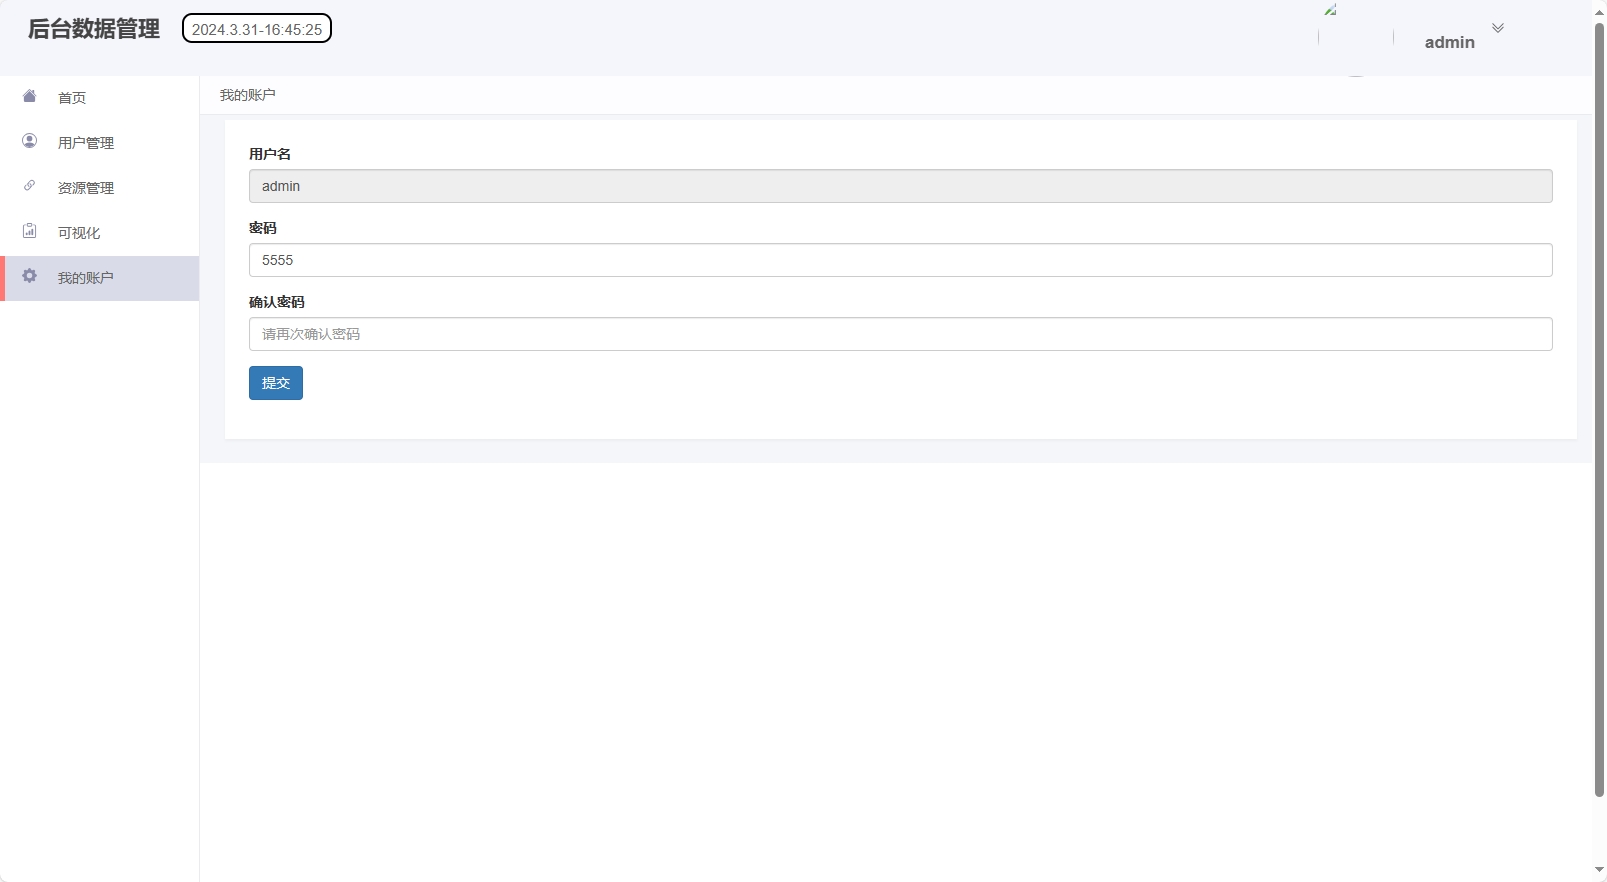 后台数据管理
2024.3.31-16:45:25
admin
首页
用户管理
资源管理
可视化
我的账户
我的账户
用户名
admin
密码
5555
确认密码
请再次确认密码
提交